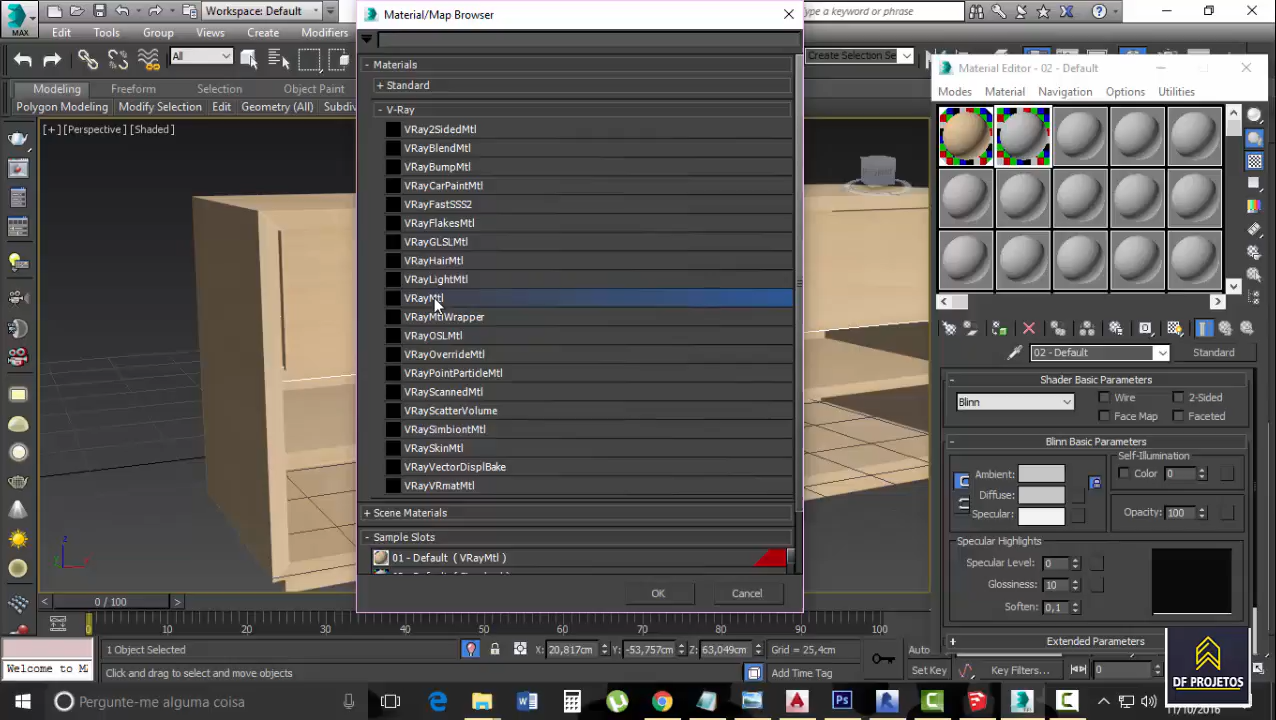 MAX
Workspace: Default
Type a keyword or phrase
Edit Tools Group Views Create Modifiers
All
Create Selection Se
Modeling Freeform Selection Object Paint
Polygon Modeling Modify Selection Edit Geometry (All) Subdivi
[+] [Perspective] [Shaded]
Material/Map Browser
- Materials
+ Standard
- V-Ray
VRay2SidedMtl
VRayBlendMtl
VRayBumpMtl
VRayCarPaintMtl
VRayFastSSS2
VRayFlakesMtl
VRayGLSLMtl
VRayHairMtl
VRayLightMtl
VRayMtl
VRayMtlWrapper
VRayOSLMtl
VRayOverrideMtl
VRayPointParticleMtl
VRayScannedMtl
VRayScatterVolume
VRaySimbiontMtl
VRaySkinMtl
VRayVectorDisplBake
VRayVRmatMtl
+ Scene Materials
- Sample Slots
01 - Default ( VRayMtl )
OK Cancel
Material Editor - 02 - Default
Modes Material Navigation Options Utilities
02 - Default Standard
- Shader Basic Parameters
Blinn
Wire 2-Sided
Face Map Faceted
- Blinn Basic Parameters
Self-Illumination
Color 0
Ambient:
Diffuse:
Specular:
Opacity: 100
Specular Highlights
Specular Level: 0
Glossiness: 10
Soften: 0,1
+ Extended Parameters
0 / 100
0 10 20 30 40 50 60 70 80 90 100
1 Object Selected
X: 20,817cm Y: -53,757cm Z: 63,049cm Grid = 25,4cm
Welcome to M
Click and drag to select and move objects
Add Time Tag
Set Key Key Filters... 0
Pergunte-me alguma coisa
11/10/2016
DF PROJETOS